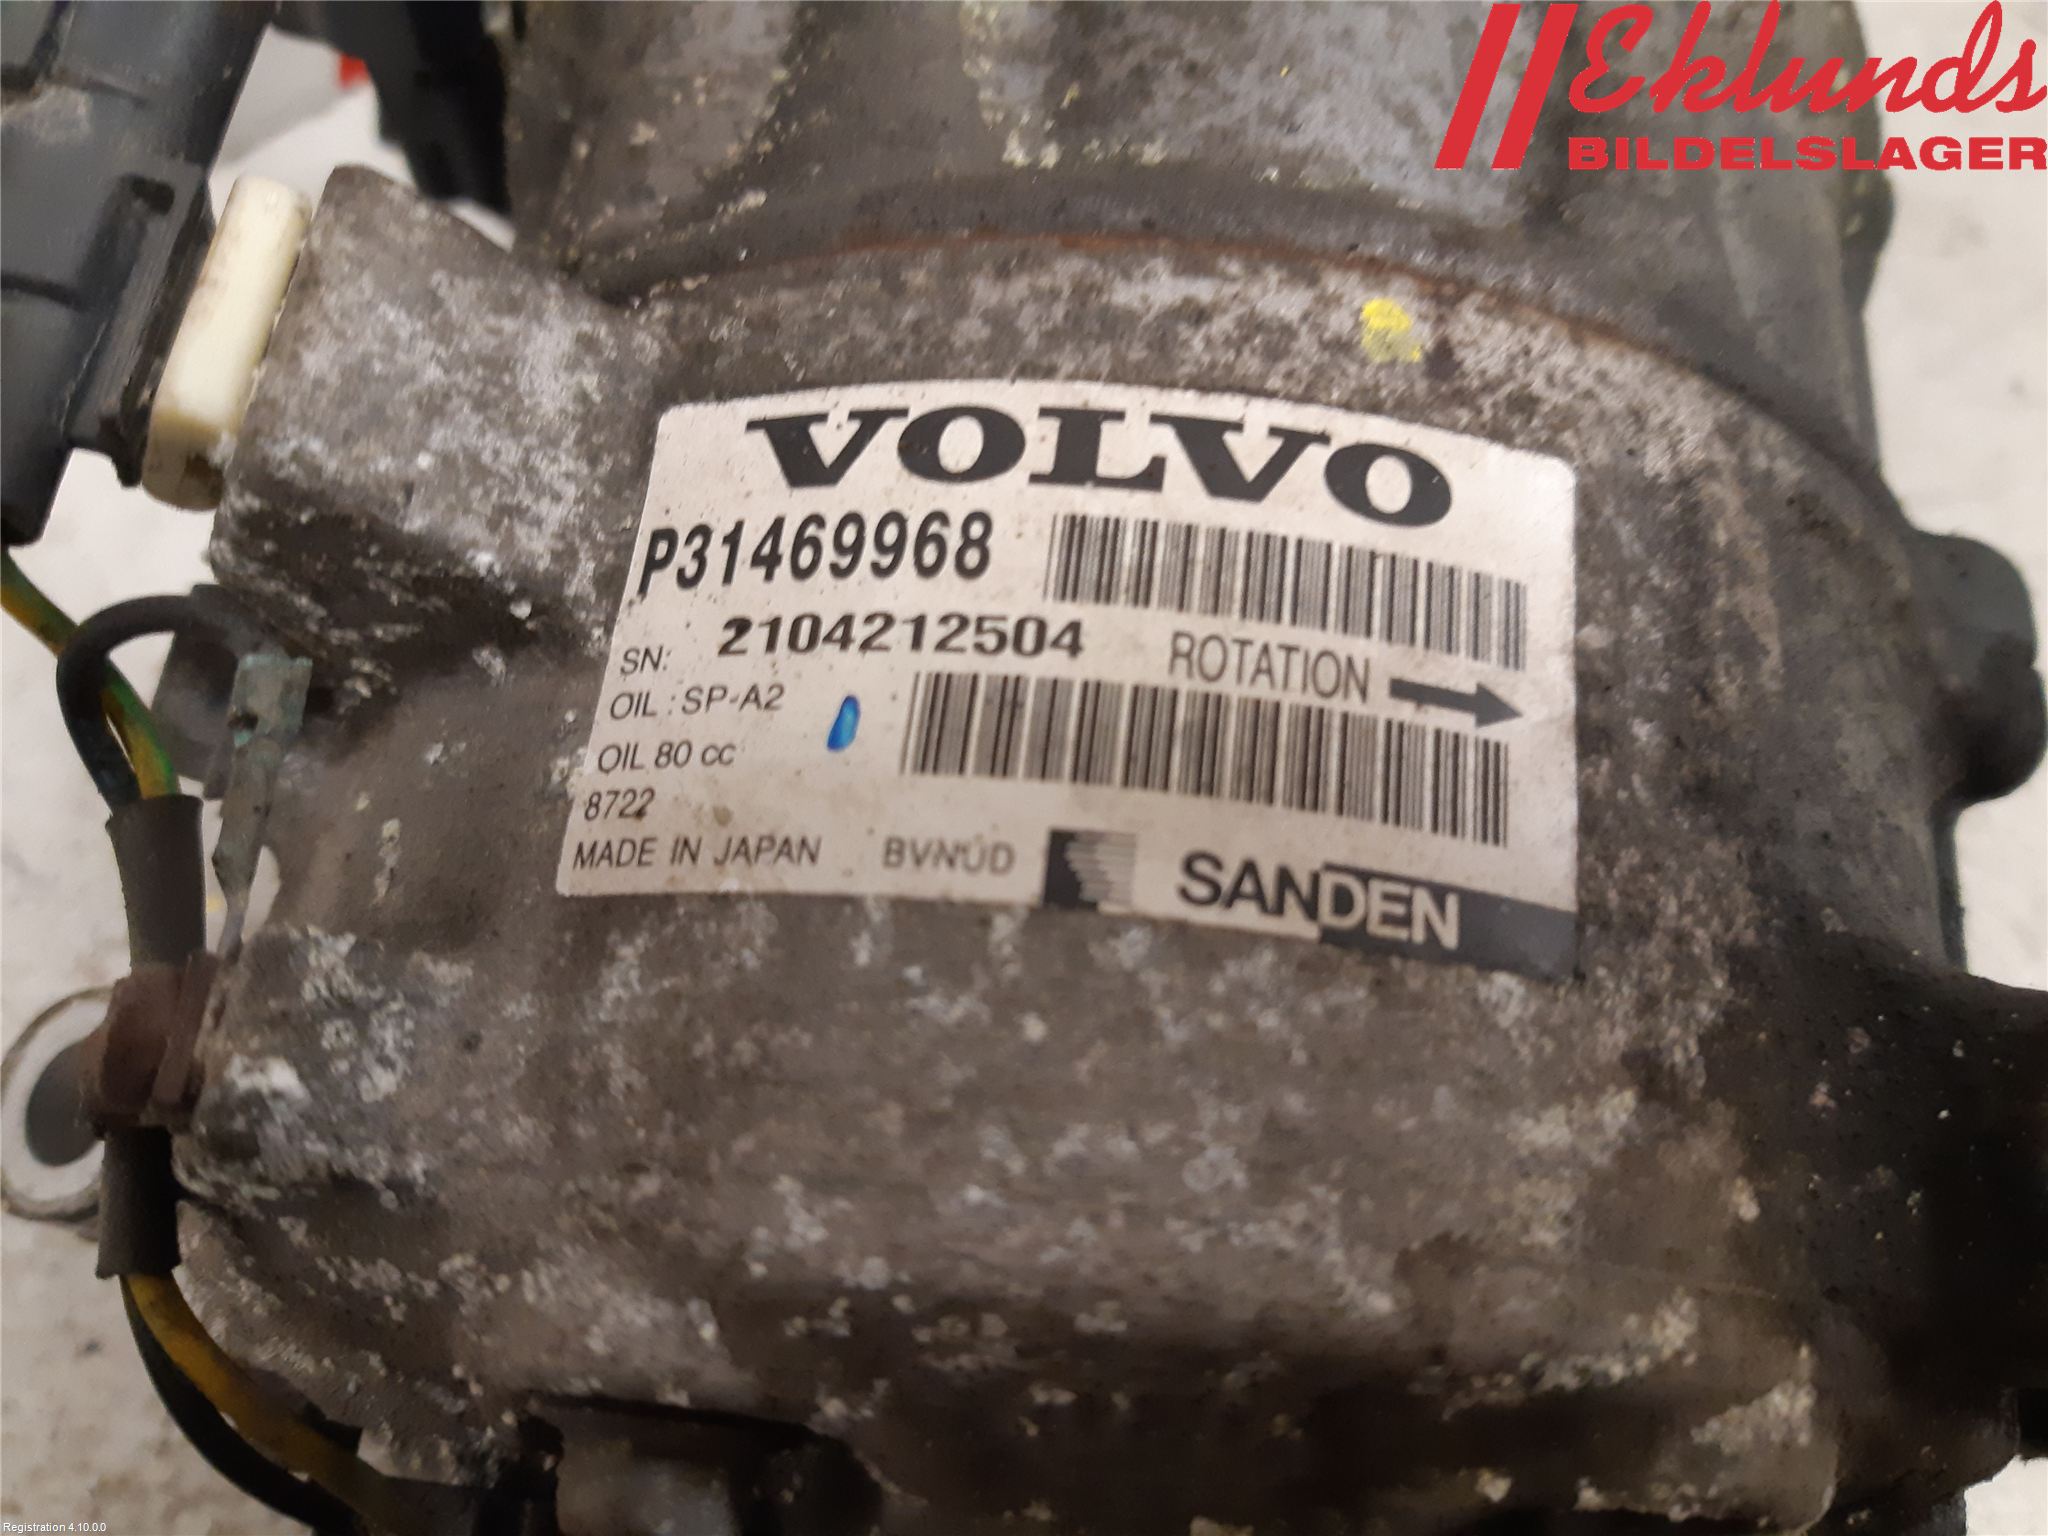 Eklunds
BILDELSLAGER
VOLVO
P31469968
SN: 2104212504 ROTATION
OIL : SP-A2
OIL 80 cc
8722
MADE IN JAPAN BVNUD SANDEN
Registration 4.10.0.0